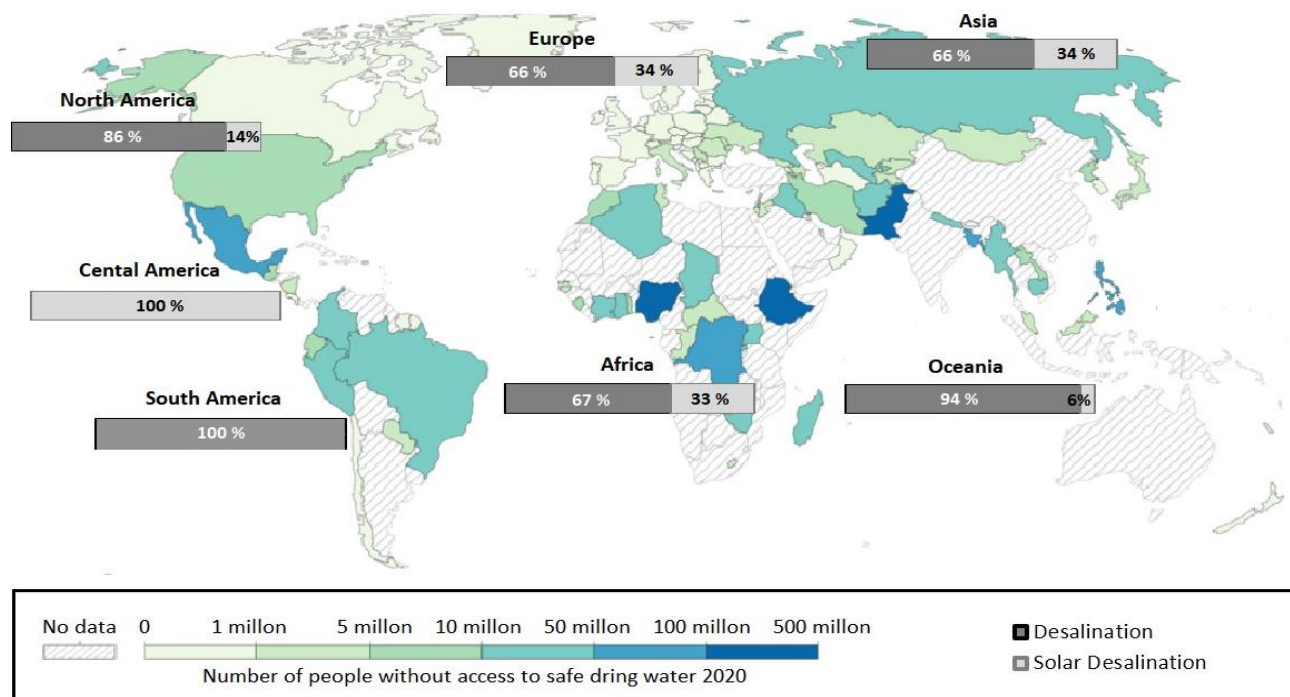 Asia
66 %
34 %
Europe
66 %
34 %
North America
86 %
14%
Cental America
100 %
South America
100 %
Africa
67 %
33 %
Oceania
94 %
6%
No data
0
1 millon
5 millon
10 millon
50 millon
100 millon
500 millon
Number of people without access to safe dring water 2020
Desalination
Solar Desalination